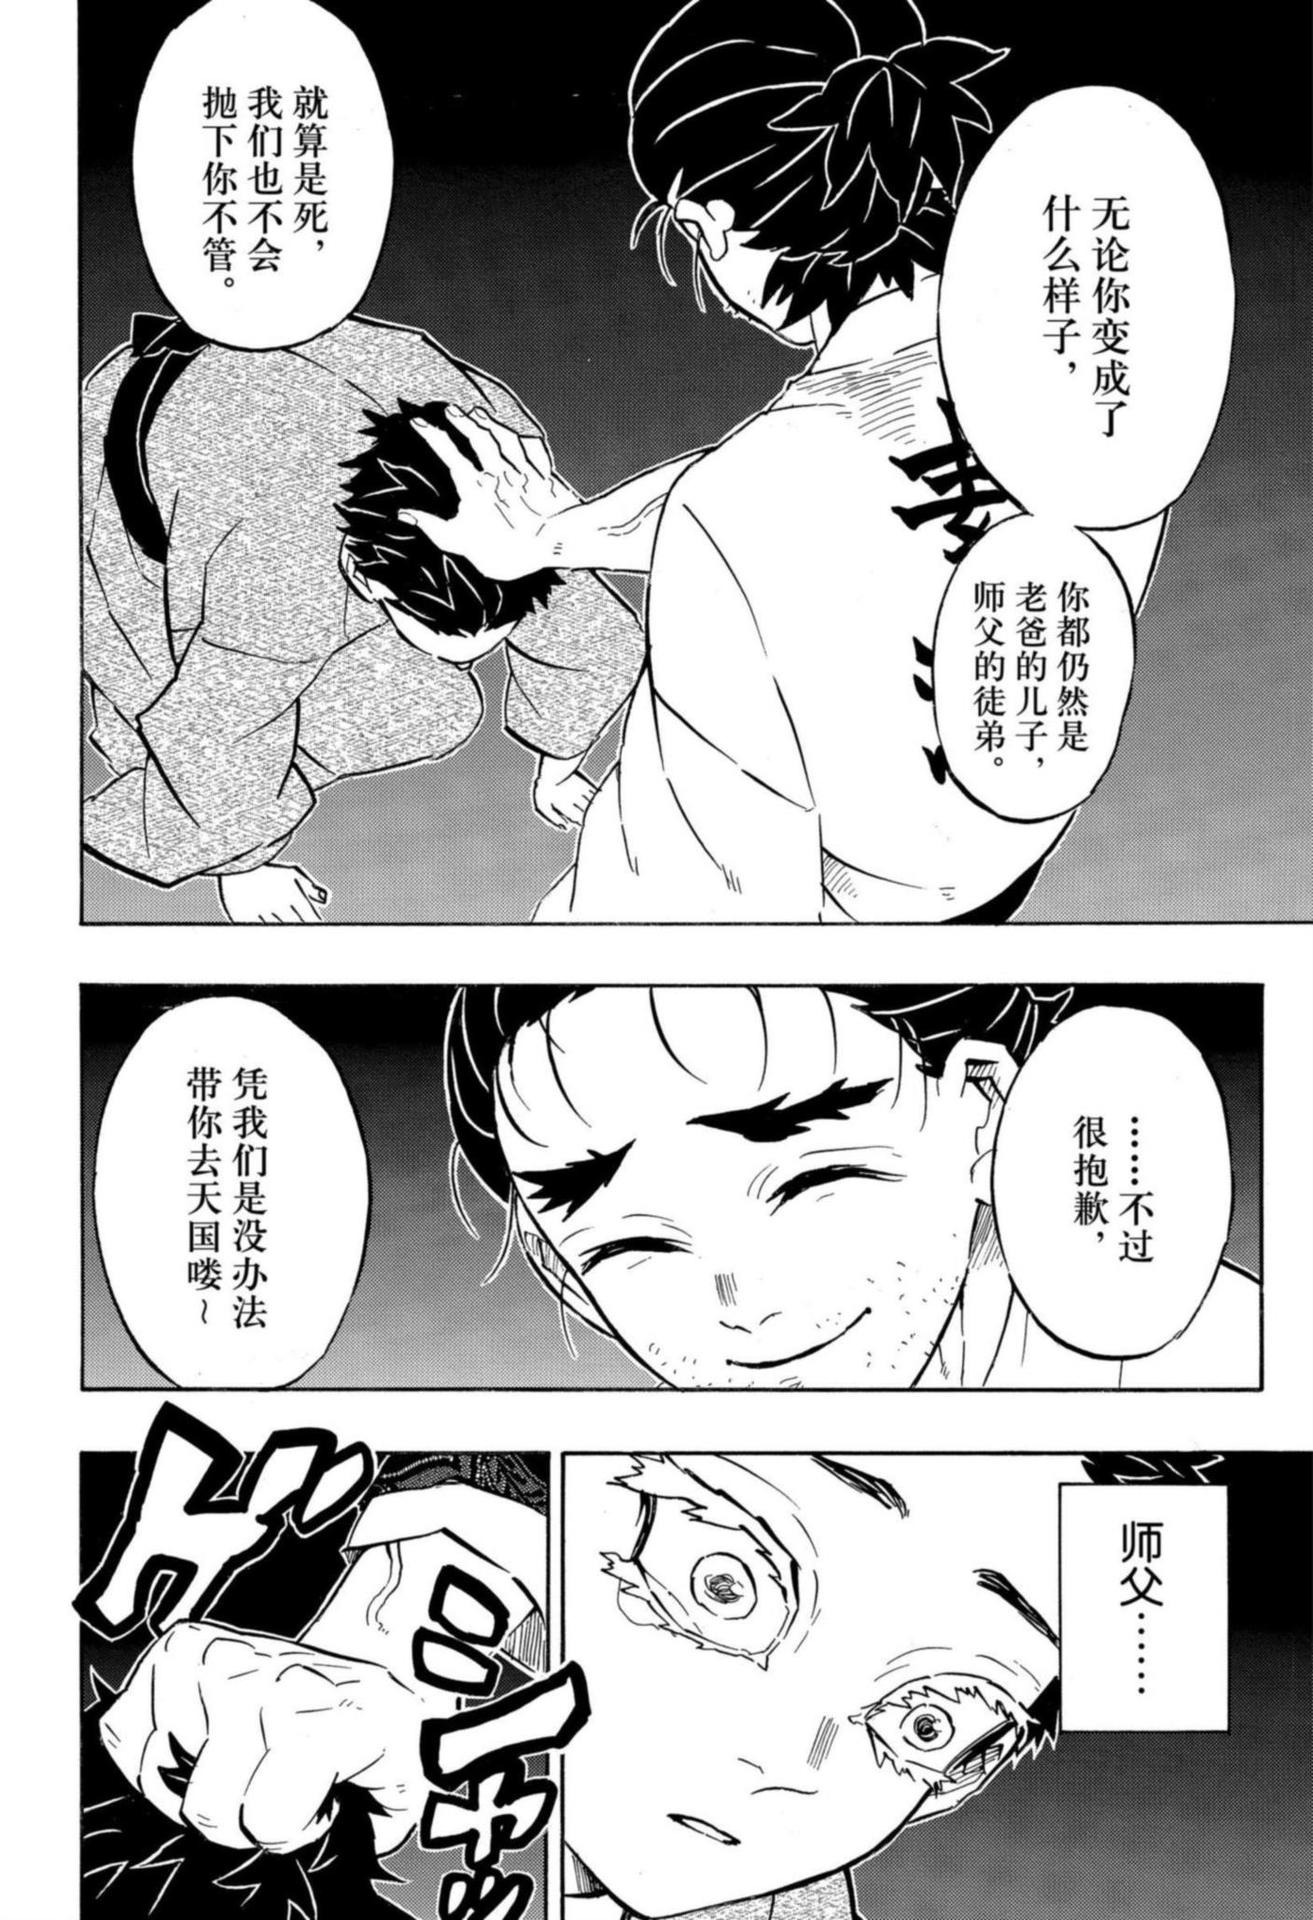 无论你变成了
什么样子，
你都仍然是
老爸的儿子，
师父的徒弟。
就算是死，
我们也不会
抛下你不管。
……不过
很抱歉，
凭我们是没办法
带你去天国喽～
师父……